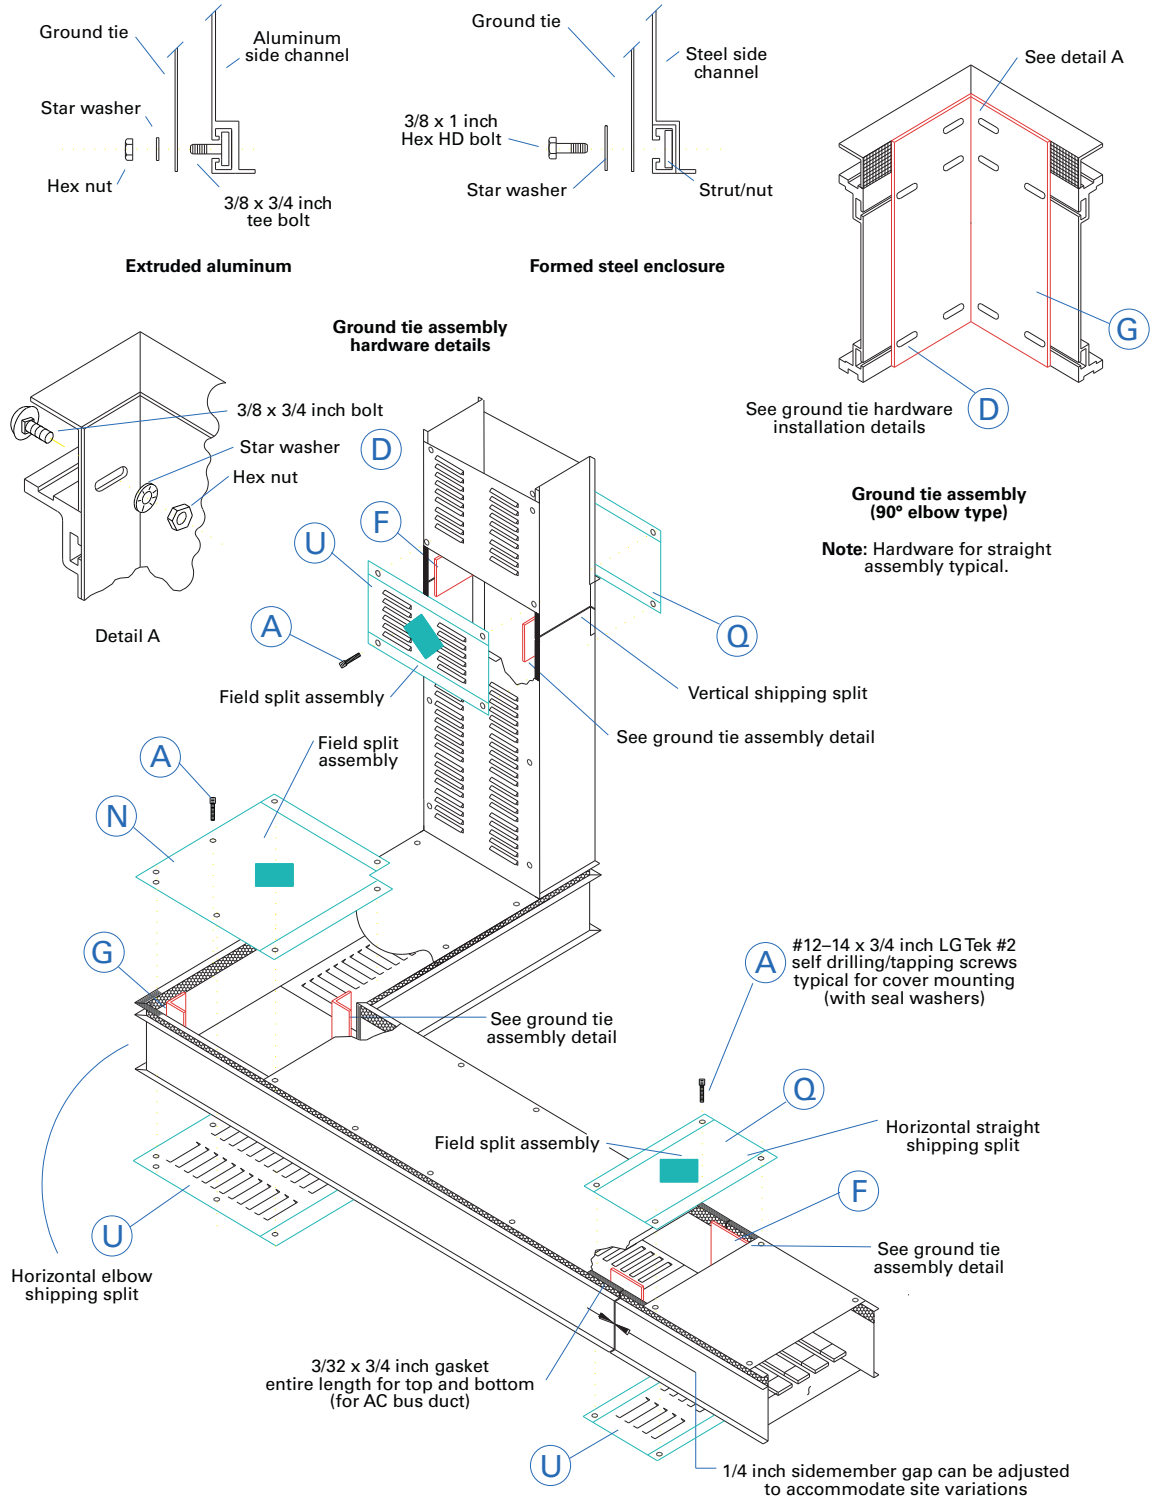 Ground tie
Aluminum
side channel
Star washer
Hex nut
3/8 x 3/4 inch
tee bolt
Extruded aluminum
Ground tie
Steel side
channel
3/8 x 1 inch
Hex HD bolt
Star washer
Strut/nut
Formed steel enclosure
Ground tie assembly
hardware details
See detail A
G
D
See ground tie hardware
installation details
Ground tie assembly
(90° elbow type)
Note: Hardware for straight
assembly typical.
3/8 x 3/4 inch bolt
Star washer
D
Hex nut
Detail A
F
U
A
Q
Field split assembly
Vertical shipping split
See ground tie assembly detail
Field split
assembly
A
N
G
See ground tie
assembly detail
A
#12–14 x 3/4 inch LG Tek #2
self drilling/tapping screws
typical for cover mounting
(with seal washers)
Q
Field split assembly
Horizontal straight
shipping split
F
See ground tie
assembly detail
U
Horizontal elbow
shipping split
3/32 x 3/4 inch gasket
entire length for top and bottom
(for AC bus duct)
U
1/4 inch sidemember gap can be adjusted
to accommodate site variations